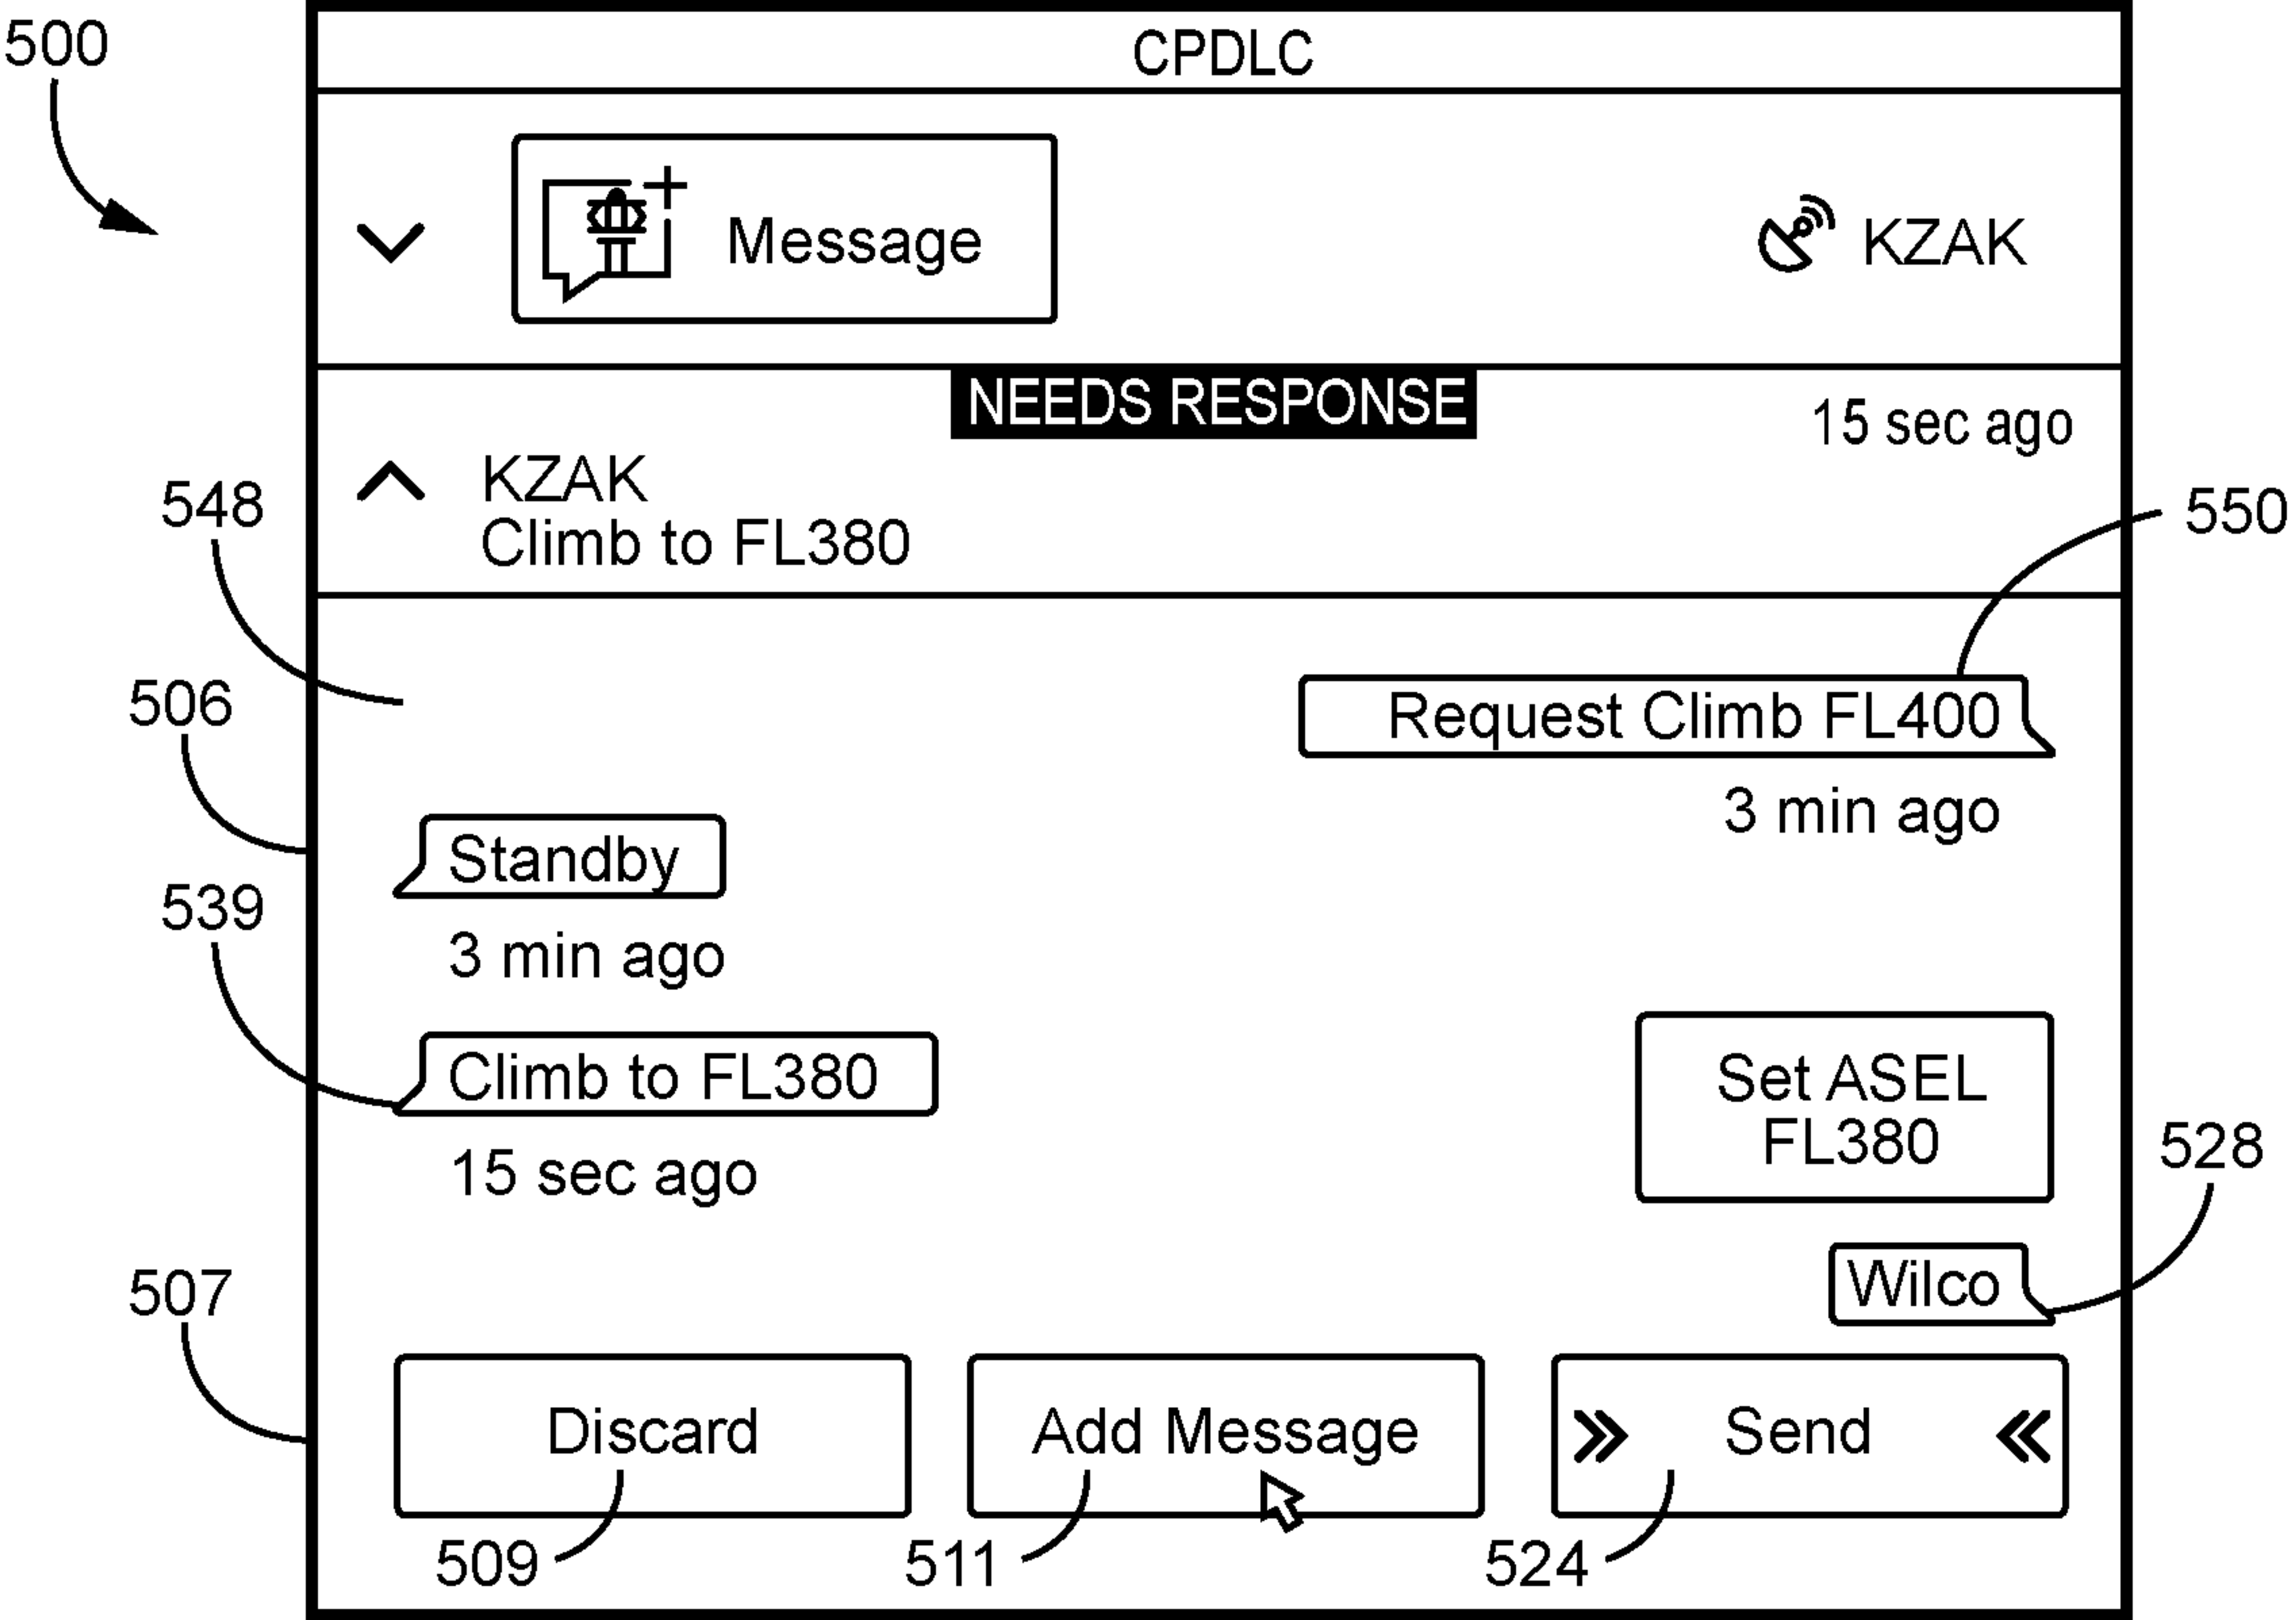 500
CPDLC
Message
KZAK
NEEDS RESPONSE
15 sec ago
KZAK
Climb to FL380
548
550
506
Request Climb FL400
3 min ago
Standby
3 min ago
539
Climb to FL380
15 sec ago
Set ASEL
FL380
528
Wilco
507
Discard
Add Message
Send
509
511
524